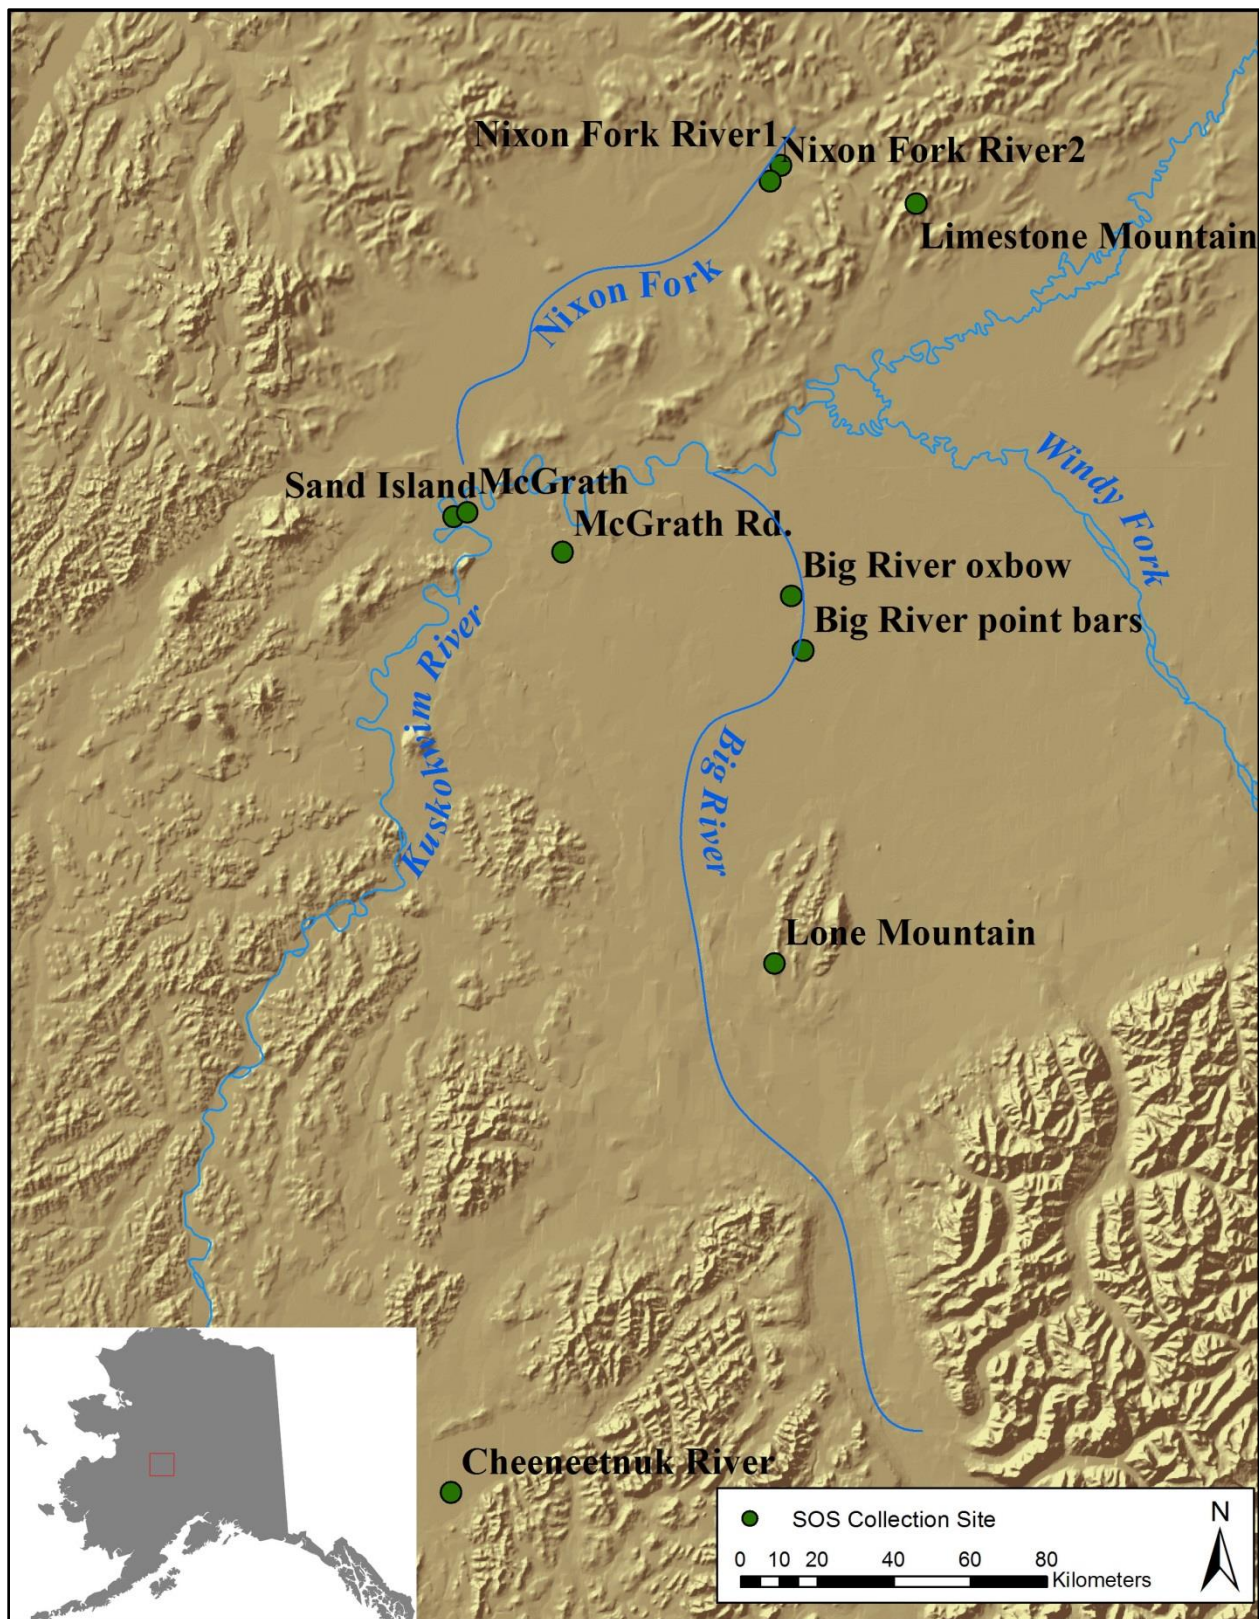 Nixon Fork River1
Nixon Fork River2
Limestone Mountain
Nixon Fork
Sand Island
McGrath
McGrath Rd.
Windy Fork
Big River oxbow
Big River point bars
Kuskokwim River
Big River
Lone Mountain
Cheeneetnuk River
SOS Collection Site
N
0 5 10 20 40 60 80
Kilometers